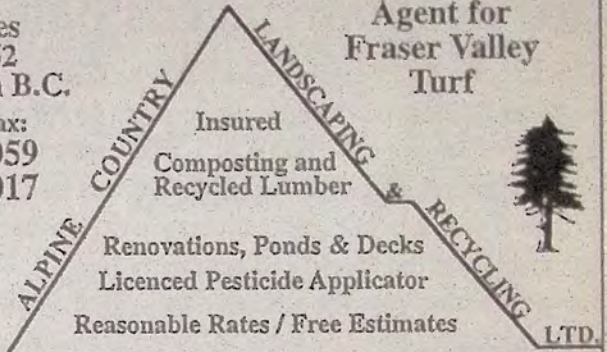 B.C.
ALPINE COUNTRY
LANDSCAPING
&
RECYCLING
LTD.
Agent for
Fraser Valley
Turf
Insured
Composting and
Recycled Lumber
Renovations, Ponds & Decks
Licenced Pesticide Applicator
Reasonable Rates / Free Estimates